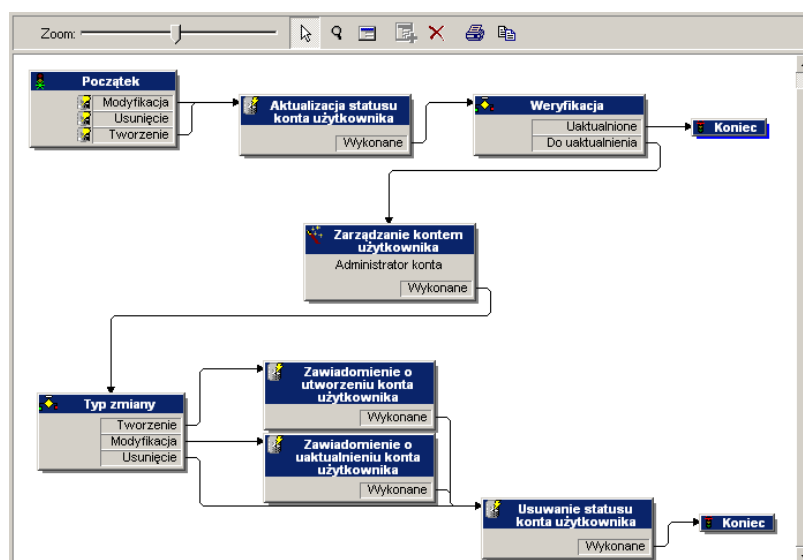 Zoom:
Początek
Modyfikacja
Usunięcie
Tworzenie
Aktualizacja statusu
konta użytkownika
Wykonane
Weryfikacja
Uaktualnione
Do uaktualnienia
Koniec
Zarządzanie kontem
użytkownika
Administrator konta
Wykonane
Typ zmiany
Tworzenie
Modyfikacja
Usunięcie
Zawiadomienie o
utworzeniu konta
użytkownika
Wykonane
Zawiadomienie o
uaktualnieniu konta
użytkownika
Wykonane
Usuwanie statusu
konta użytkownika
Wykonane
Koniec